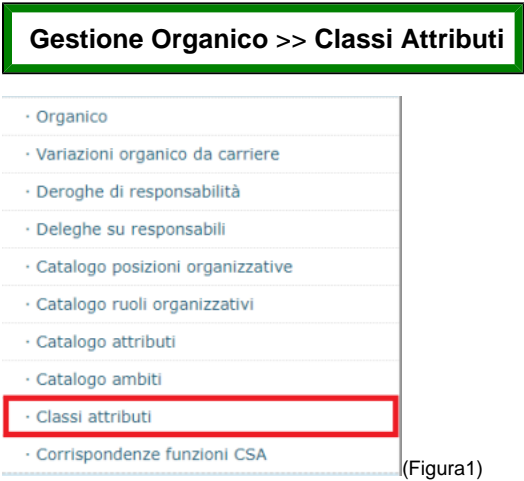 Gestione Organico >> Classi Attributi
· Organico
· Variazioni organico da carriere
· Deroghe di responsabilità
· Deleghe su responsabili
· Catalogo posizioni organizzative
· Catalogo ruoli organizzativi
· Catalogo attributi
· Catalogo ambiti
· Classi attributi
· Corrispondenze funzioni CSA
(Figura1)